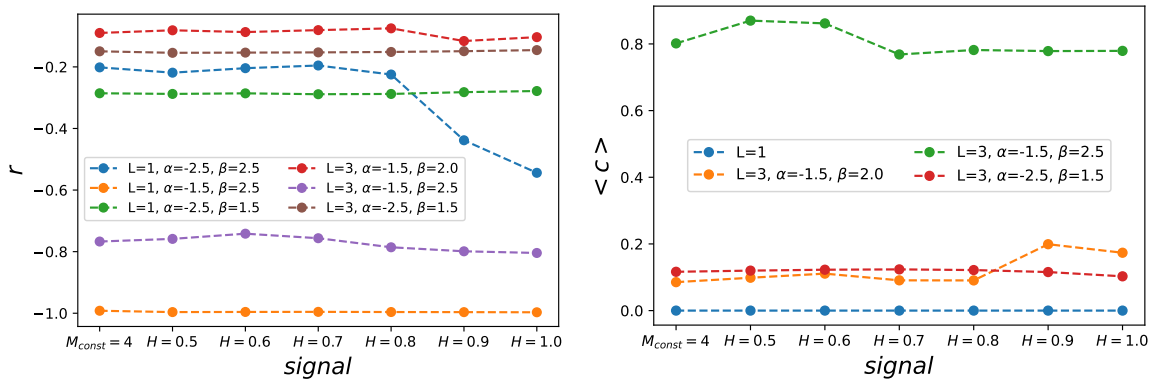 −0.2
−0.4
−0.6
−0.8
−1.0
r
L=1, α=-2.5, β=2.5
L=1, α=-1.5, β=2.5
L=1, α=-2.5, β=1.5
L=3, α=-1.5, β=2.0
L=3, α=-1.5, β=2.5
L=3, α=-2.5, β=1.5
M_const = 4 H = 0.5 H = 0.6 H = 0.7 H = 0.8 H = 0.9 H = 1.0
signal
0.8
0.6
0.4
0.2
0.0
< c >
L=1
L=3, α=-1.5, β=2.0
L=3, α=-1.5, β=2.5
L=3, α=-2.5, β=1.5
M_const = 4 H = 0.5 H = 0.6 H = 0.7 H = 0.8 H = 0.9 H = 1.0
signal